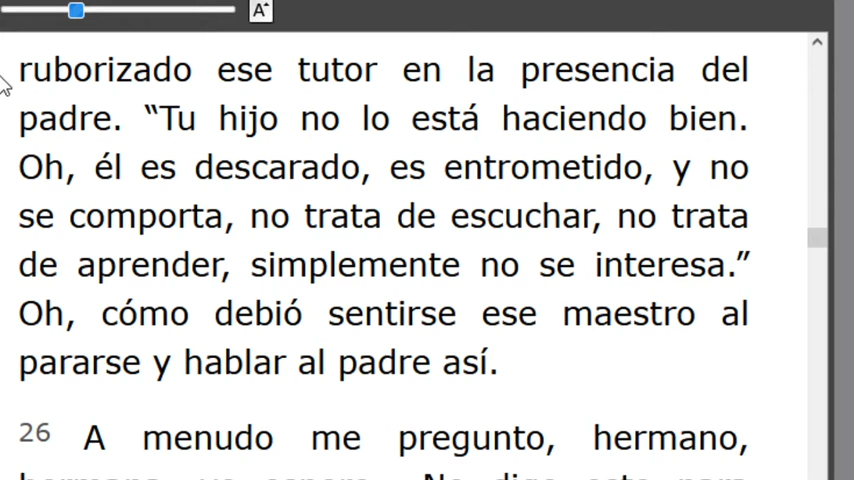 A
ruborizado ese tutor en la presencia del
padre. “Tu hijo no lo está haciendo bien.
Oh, él es descarado, es entrometido, y no
se comporta, no trata de escuchar, no trata
de aprender, simplemente no se interesa.”
Oh, cómo debió sentirse ese maestro al
pararse y hablar al padre así.
26 A menudo me pregunto, hermano,